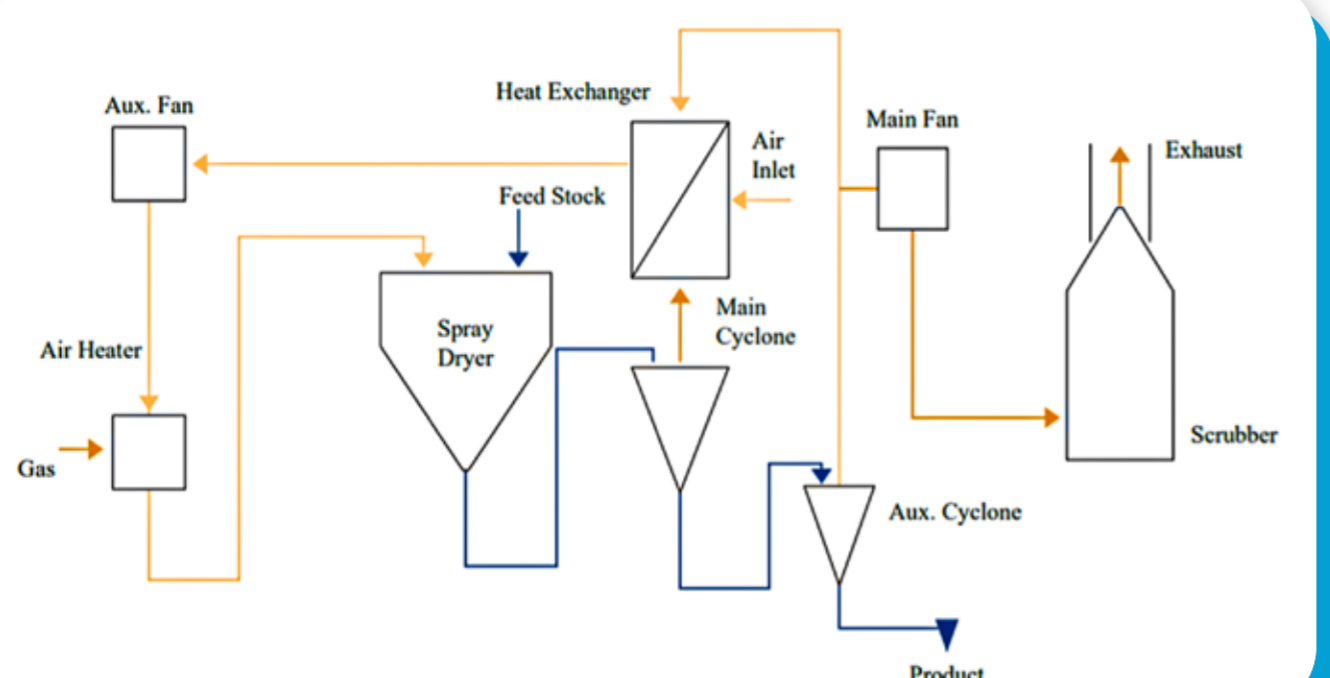 Aux. Fan
Heat Exchanger
Air
Inlet
Main Fan
Exhaust
Feed Stock
Spray
Dryer
Main
Cyclone
Air Heater
Gas
Scrubber
Aux. Cyclone
Product